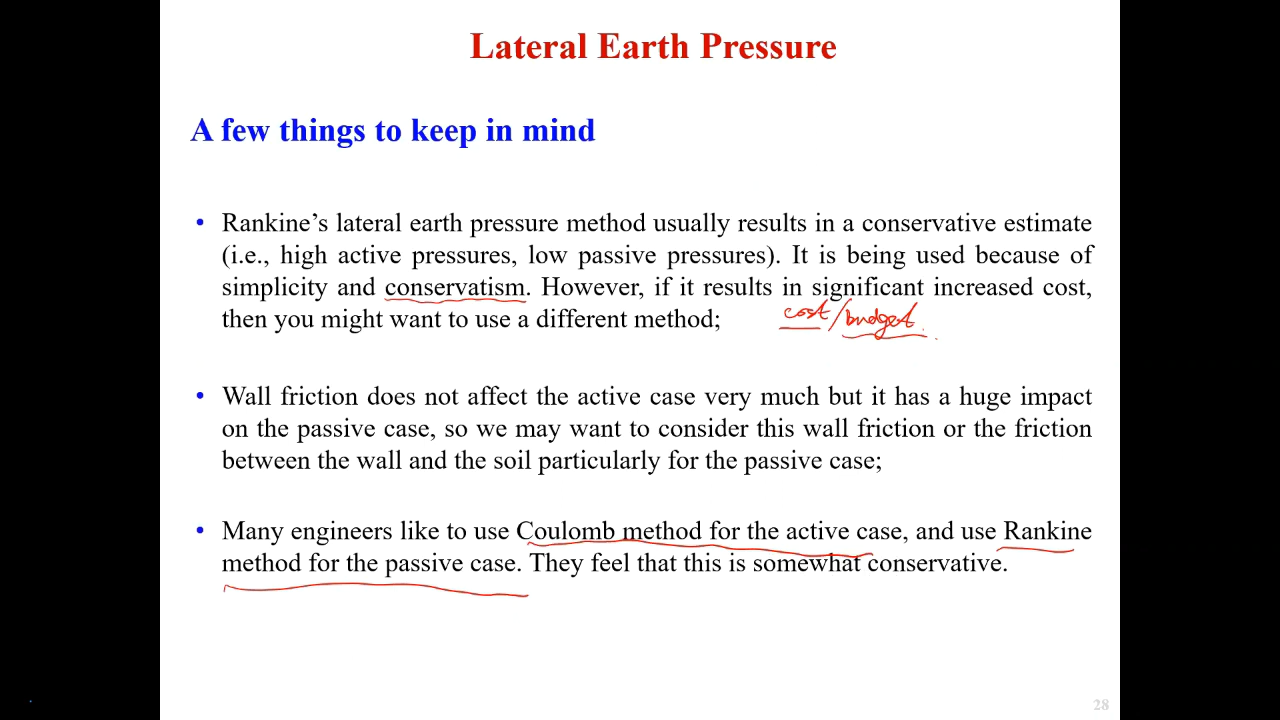 Lateral Earth Pressure
A few things to keep in mind
• Rankine’s lateral earth pressure method usually results in a conservative estimate
(i.e., high active pressures, low passive pressures). It is being used because of
simplicity and conservatism. However, if it results in significant increased cost,
then you might want to use a different method;
cost/budget.
• Wall friction does not affect the active case very much but it has a huge impact
on the passive case, so we may want to consider this wall friction or the friction
between the wall and the soil particularly for the passive case;
• Many engineers like to use Coulomb method for the active case, and use Rankine
method for the passive case. They feel that this is somewhat conservative.
28